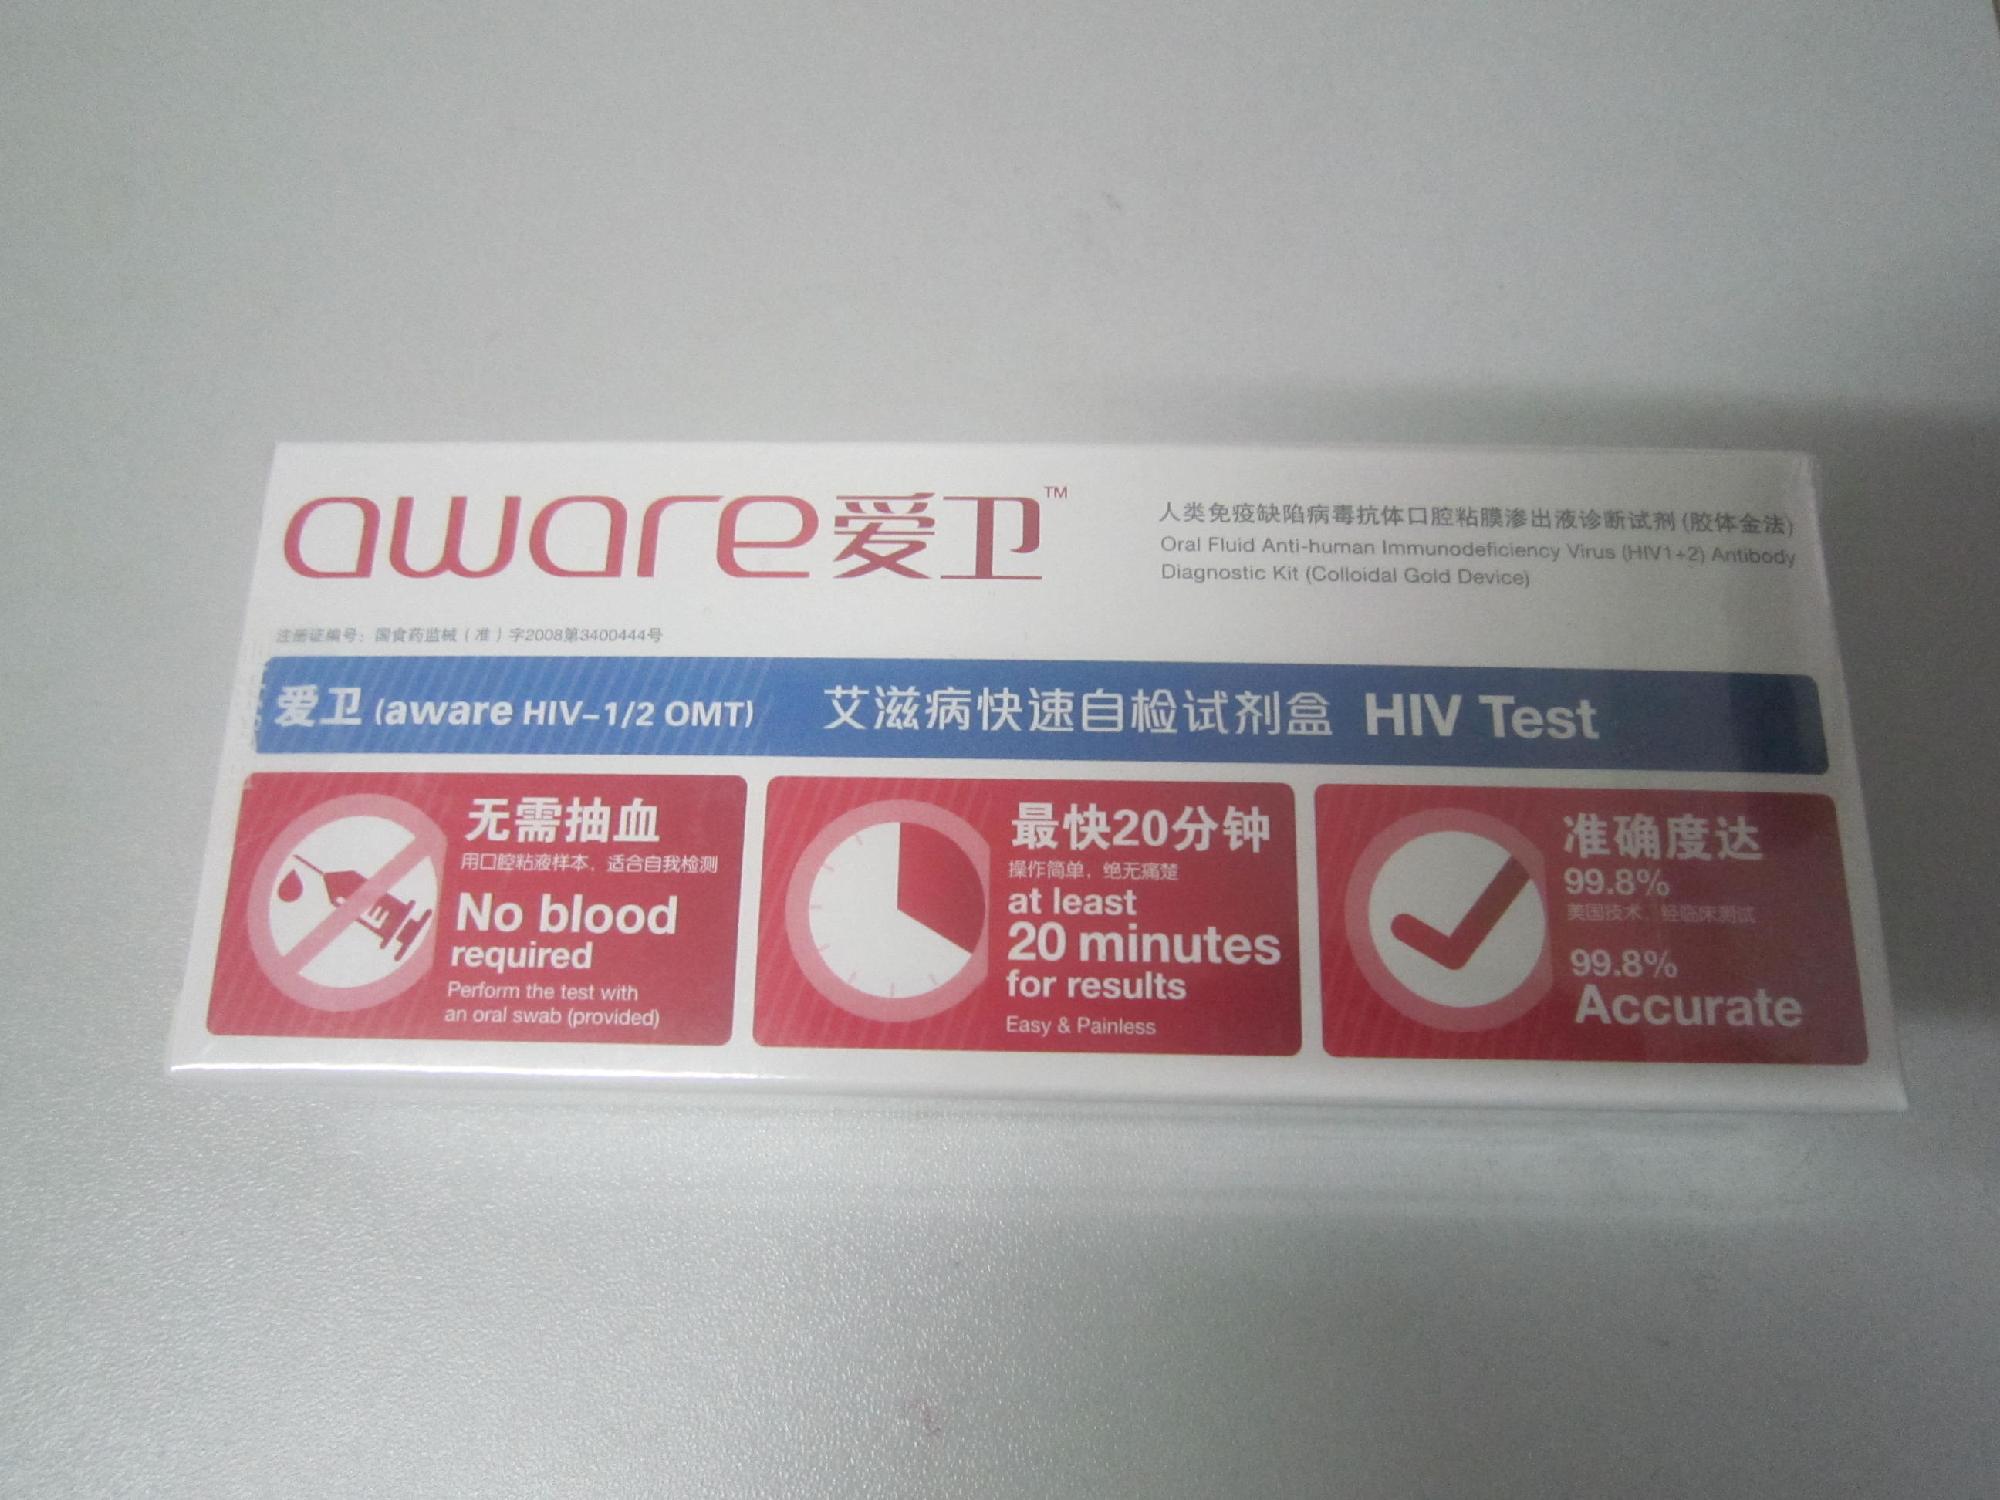 aware爱卫™
人类免疫缺陷病毒抗体口腔粘膜渗出液诊断试剂(胶体金法)
Oral Fluid Anti-human Immunodeficiency Virus (HIV1+2) Antibody
Diagnostic Kit (Colloidal Gold Device)
注册证编号：国食药监械（准）字2008第3400444号
爱卫 (aware HIV-1/2 OMT) 艾滋病快速自检试剂盒 HIV Test
无需抽血
用口腔粘液样本，适合自我检测
No blood
required
Perform the test with
an oral swab (provided)
最快20分钟
操作简单，绝无痛楚
at least
20 minutes
for results
Easy & Painless
准确度达
99.8%
美国技术，经临床测试
99.8%
Accurate